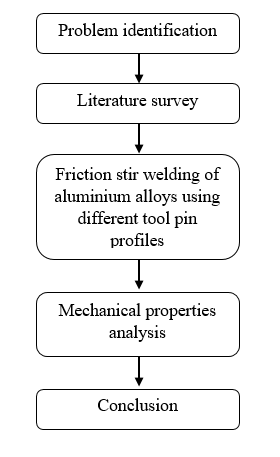 Problem identification
Literature survey
Friction stir welding of
aluminium alloys using
different tool pin
profiles
Mechanical properties
analysis
Conclusion